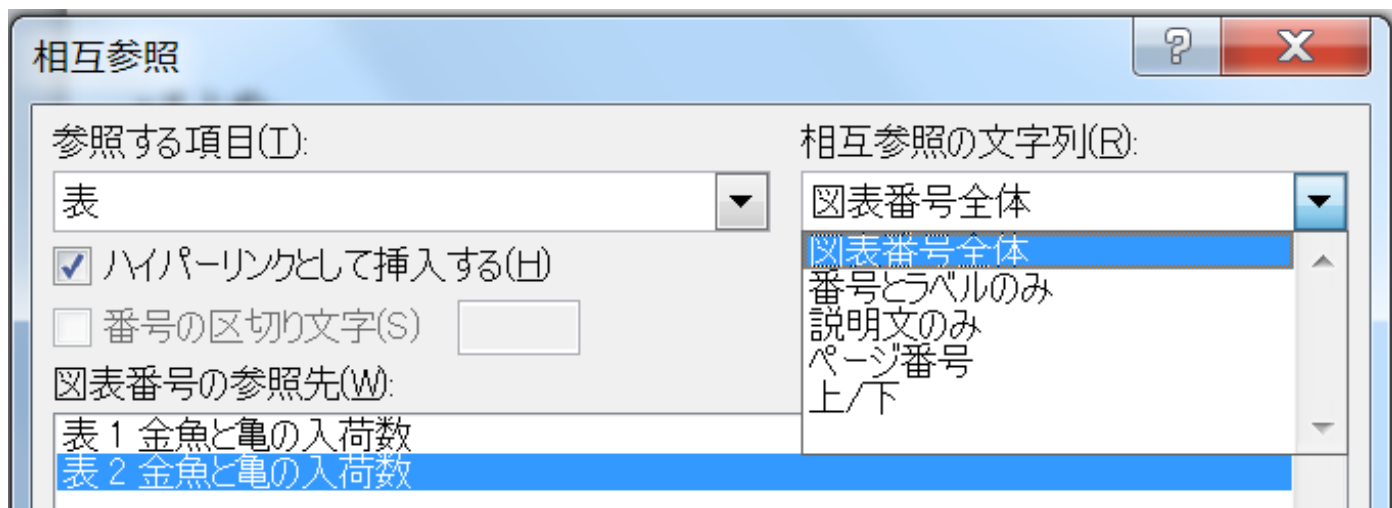 相互参照
参照する項目(T):
相互参照の文字列(R):
表
図表番号全体
ハイパーリンクとして挿入する(H)
番号の区切り文字(S)
図表番号全体
番号とラベルのみ
説明文のみ
ページ番号
上/下
図表番号の参照先(W):
表 1 金魚と亀の入荷数
表 2 金魚と亀の入荷数